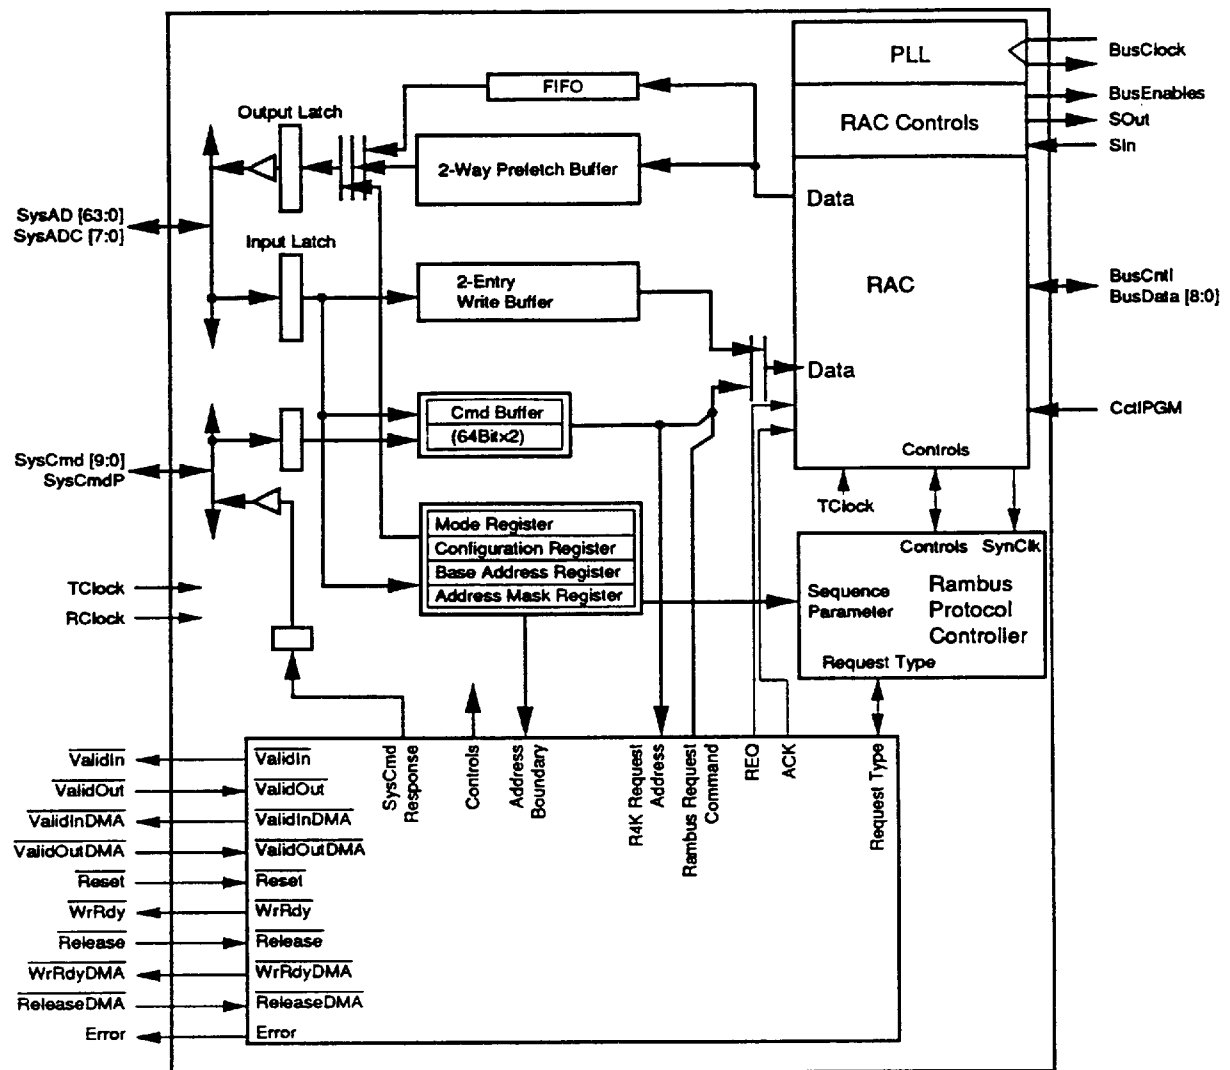 PLL
BusClock
FIFO
BusEnables
RAC Controls
SOut
SIn
Output Latch
2-Way Prefetch Buffer
Data
SysAD [63:0]
SysADC [7:0]
Input Latch
2-Entry
Write Buffer
RAC
BusCntl
BusData [8:0]
Data
Cmd Buffer
(64Bitx2)
CctlPGM
SysCmd [9:0]
SysCmdP
Controls
TClock
Mode Register
Configuration Register
Base Address Register
Address Mask Register
Controls
SynClk
Sequence
Parameter
Rambus
Protocol
Controller
Request Type
TClock
RClock
SysCmd
Response
Controls
Address
Boundary
R4K Request
Address
Rambus Request
Command
REQ
ACK
Request Type
ValidIn
ValidIn
ValidOut
ValidOut
ValidInDMA
ValidInDMA
ValidOutDMA
ValidOutDMA
Reset
Reset
WrRdy
WrRdy
Release
Release
WrRdyDMA
WrRdyDMA
ReleaseDMA
ReleaseDMA
Error
Error